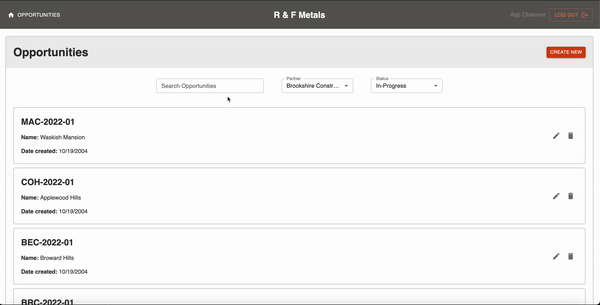 OPPORTUNITIES
R & F Metals
App Observer
LOG OUT
Opportunities
CREATE NEW
Search Opportunities
Partner
Brookshire Constr...
Status
In-Progress
MAC-2022-01
Name: Waskish Mansion
Date created: 10/19/2004
COH-2022-01
Name: Applewood Hills
Date created: 10/19/2004
BEC-2022-01
Name: Broward Hills
Date created: 10/19/2004
BRC-2022-01